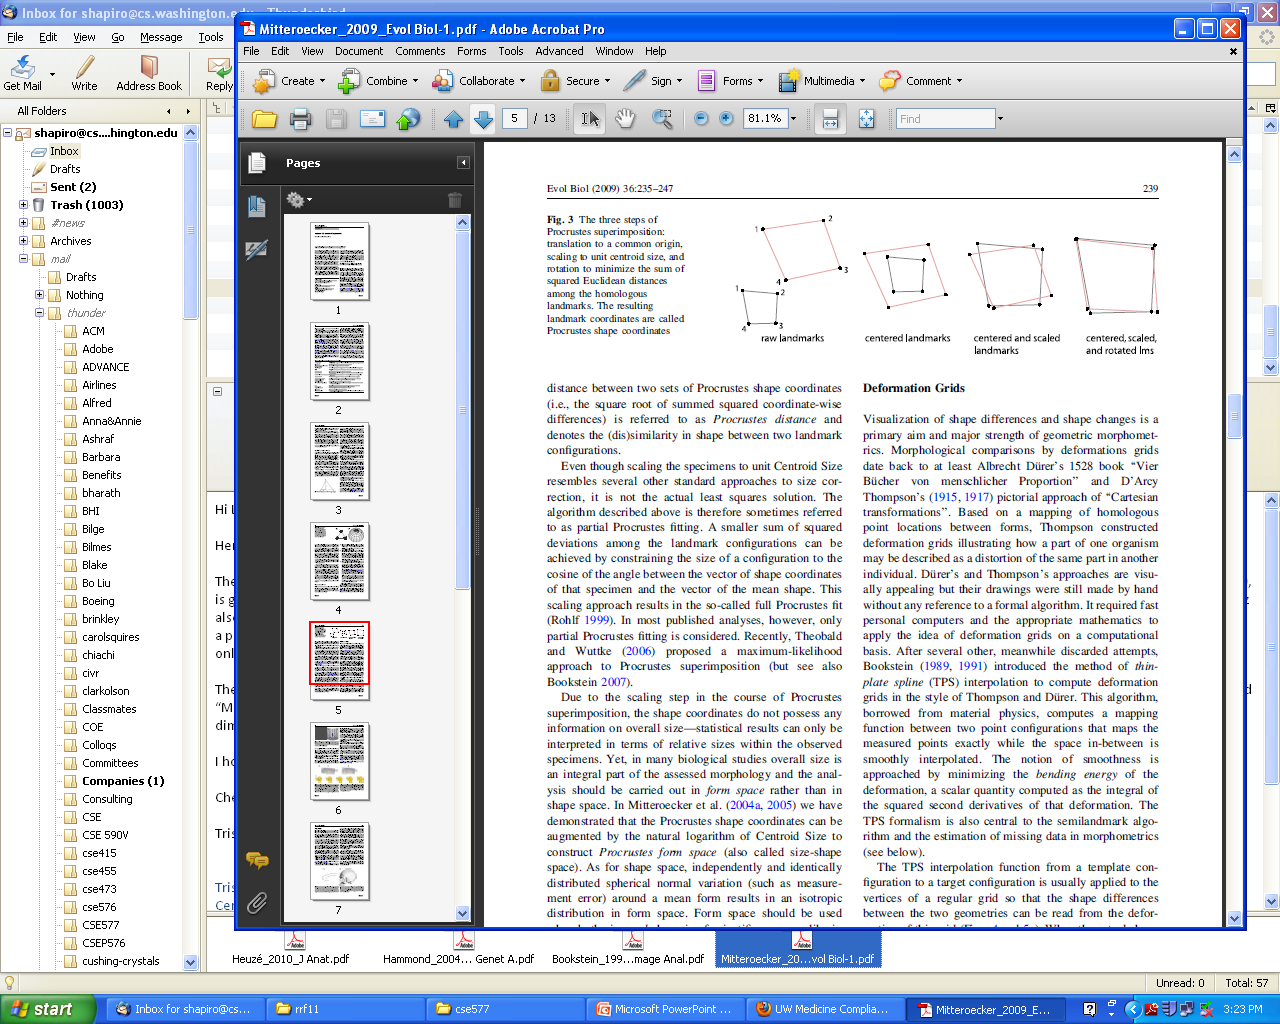 Inbox for shapiro@cs.washington.edu - Thunderbird
File Edit View Go Message Tools
Get Mail Write Address Book Reply
All Folders
shapiro@cs....hington.edu
Inbox
Drafts
Sent (2)
Trash (1003)
#news
Archives
mail
Drafts
Nothing
thunder
ACM
Adobe
ADVANCE
Airlines
Alfred
Anna&Annie
Ashraf
Barbara
Benefits
bharath
BHI
Bilge
Bilmes
Blake
Bo Liu
Boeing
brinkley
carolsquires
chiachi
civr
clarkolson
Classmates
COE
Colloqs
Committees
Companies (1)
Consulting
CSE
CSE 590V
cse415
cse455
cse473
cse576
CSE577
CSEP576
cushing-crystals
Mitteroecker_2009_Evol Biol-1.pdf - Adobe Acrobat Pro
File Edit View Document Comments Forms Tools Advanced Window Help
Create Combine Collaborate Secure Sign Forms Multimedia Comment
5 / 13 81.1% Find
Pages
1
2
3
4
5
6
7
Evol Biol (2009) 36:235–247 239
Fig. 3 The three steps of
Procrustes superimposition:
translation to a common origin,
scaling to unit centroid size, and
rotation to minimize the sum of
squared Euclidean distances
among the homologous
landmarks. The resulting
landmark coordinates are called
Procrustes shape coordinates
1 2 3 4
1 2 3 4
raw landmarks
centered landmarks
centered and scaled
landmarks
centered, scaled,
and rotated lms
distance between two sets of Procrustes shape coordinates
(i.e., the square root of summed squared coordinate-wise
differences) is referred to as Procrustes distance and
denotes the (dis)similarity in shape between two landmark
configurations.
Even though scaling the specimens to unit Centroid Size
resembles several other standard approaches to size cor-
rection, it is not the actual least squares solution. The
algorithm described above is therefore sometimes referred
to as partial Procrustes fitting. A smaller sum of squared
deviations among the landmark configurations can be
achieved by constraining the size of a configuration to the
cosine of the angle between the vector of shape coordinates
of that specimen and the vector of the mean shape. This
scaling approach results in the so-called full Procrustes fit
(Rohlf 1999). In most published analyses, however, only
partial Procrustes fitting is considered. Recently, Theobald
and Wuttke (2006) proposed a maximum-likelihood
approach to Procrustes superimposition (but see also
Bookstein 2007).
Due to the scaling step in the course of Procrustes
superimposition, the shape coordinates do not possess any
information on overall size—statistical results can only be
interpreted in terms of relative sizes within the observed
specimens. Yet, in many biological studies overall size is
an integral part of the assessed morphology and the anal-
ysis should be carried out in form space rather than in
shape space. In Mitteroecker et al. (2004a, 2005) we have
demonstrated that the Procrustes shape coordinates can be
augmented by the natural logarithm of Centroid Size to
construct Procrustes form space (also called size-shape
space). As for shape space, independently and identically
distributed spherical normal variation (such as measure-
ment error) around a mean form results in an isotropic
distribution in form space. Form space should be used
Deformation Grids
Visualization of shape differences and shape changes is a
primary aim and major strength of geometric morphomet-
rics. Morphological comparisons by deformations grids
date back to at least Albrecht Dürer's 1528 book “Vier
Bücher von menschlicher Proportion” and D'Arcy
Thompson's (1915, 1917) pictorial approach of “Cartesian
transformations”. Based on a mapping of homologous
point locations between forms, Thompson constructed
deformation grids illustrating how a part of one organism
may be described as a distortion of the same part in another
individual. Dürer's and Thompson's approaches are visu-
ally appealing but their drawings were still made by hand
without any reference to a formal algorithm. It required fast
personal computers and the appropriate mathematics to
apply the idea of deformation grids on a computational
basis. After several other, meanwhile discarded attempts,
Bookstein (1989, 1991) introduced the method of thin-
plate spline (TPS) interpolation to compute deformation
grids in the style of Thompson and Dürer. This algorithm,
borrowed from material physics, computes a mapping
function between two point configurations that maps the
measured points exactly while the space in-between is
smoothly interpolated. The notion of smoothness is
approached by minimizing the bending energy of the
deformation, a scalar quantity computed as the integral of
the squared second derivatives of that deformation. The
TPS formalism is also central to the semilandmark algo-
rithm and the estimation of missing data in morphometrics
(see below).
The TPS interpolation function from a template con-
figuration to a target configuration is usually applied to the
vertices of a regular grid so that the shape differences
between the two geometries can be read from the defor-
Heuzé_2010_J Anat.pdf Hammond_2004... Genet A.pdf Bookstein_199...mage Anal.pdf Mitteroecker_20...vol Biol-1.pdf
Unread: 0 Total: 57
start Inbox for shapiro@cs... rrf11 cse577 Microsoft PowerPoint ... UW Medicine Complia... Mitteroecker_2009_E... 3:23 PM